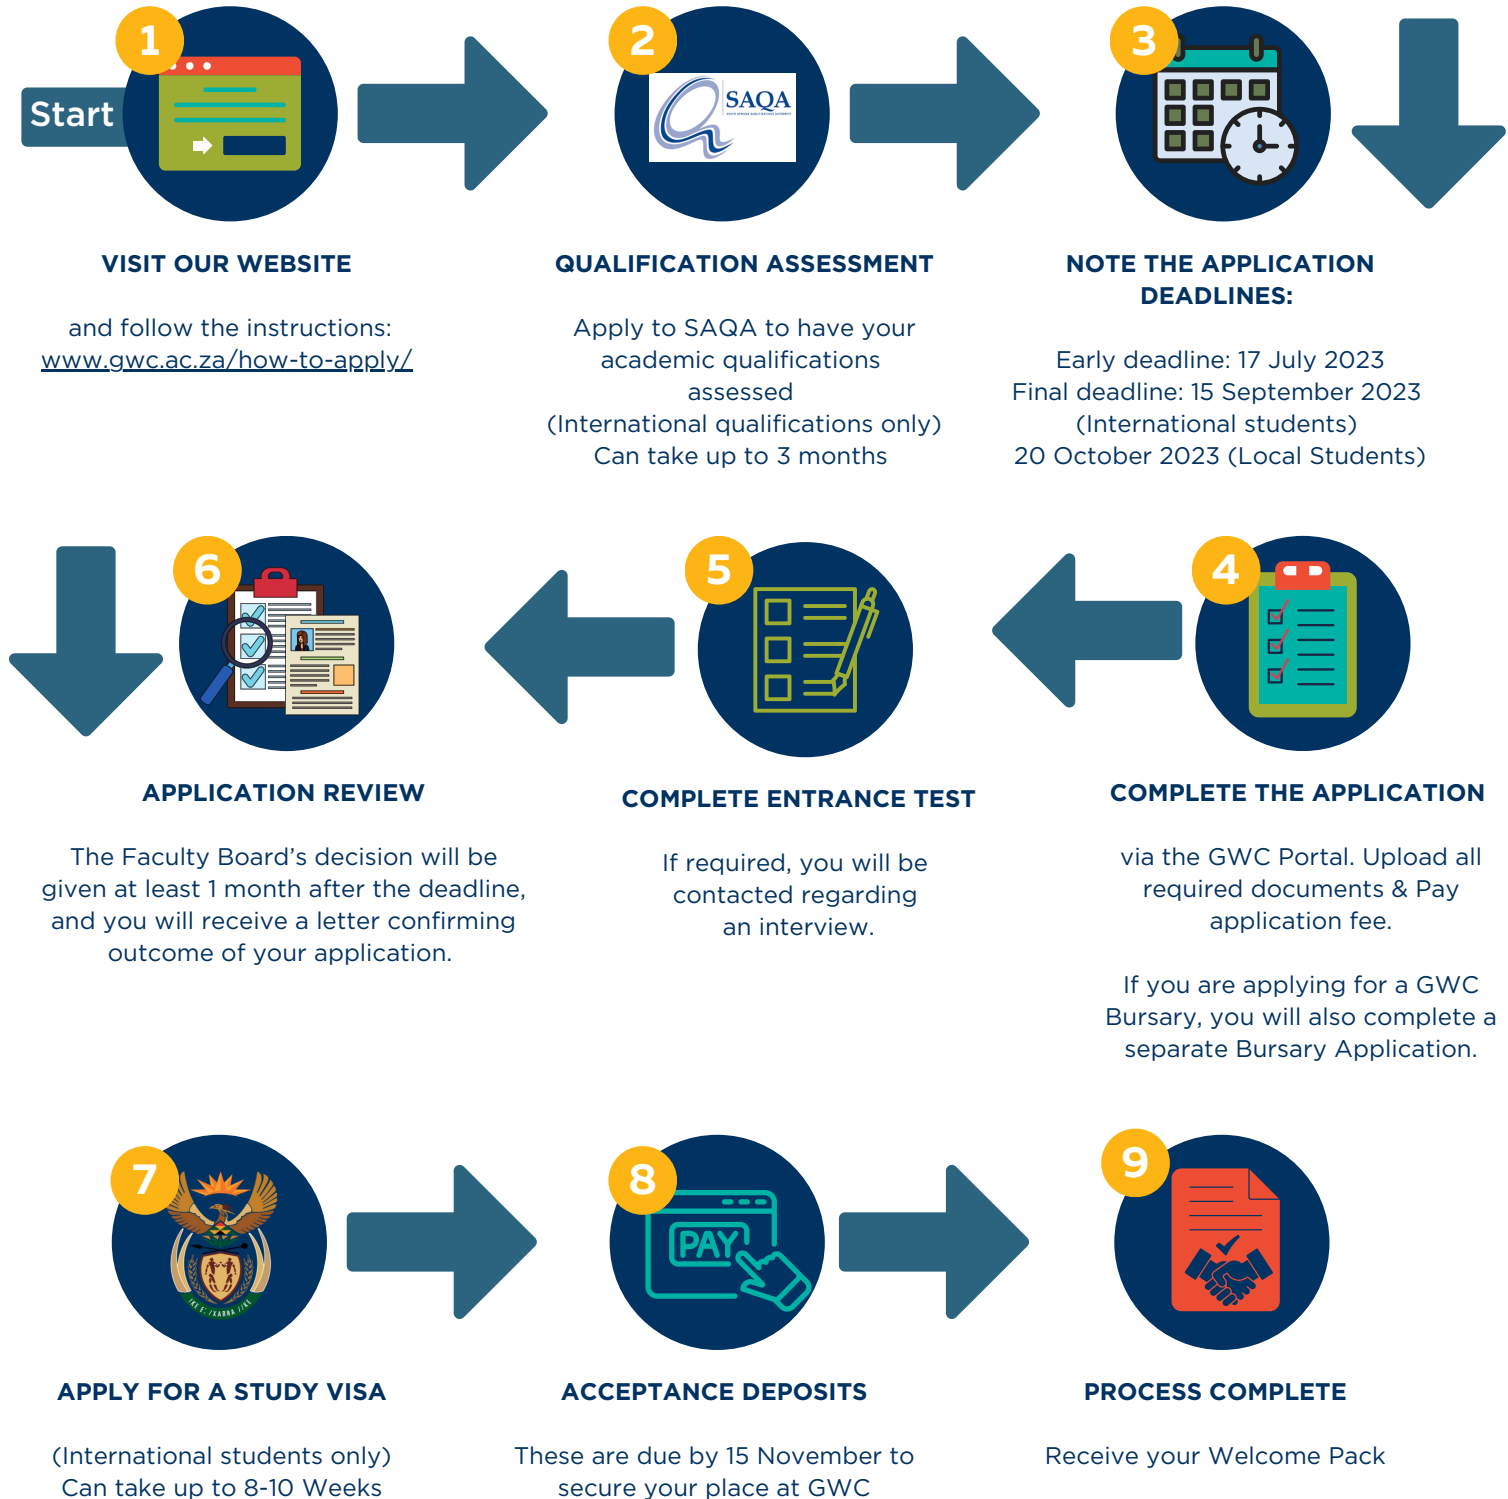 Start
1
VISIT OUR WEBSITE
and follow the instructions:
www.gwc.ac.za/how-to-apply/
2
SAQA
SOUTH AFRICAN QUALIFICATIONS AUTHORITY
QUALIFICATION ASSESSMENT
Apply to SAQA to have your
academic qualifications
assessed
(International qualifications only)
Can take up to 3 months
3
NOTE THE APPLICATION
DEADLINES:
Early deadline: 17 July 2023
Final deadline: 15 September 2023
(International students)
20 October 2023 (Local Students)
4
COMPLETE THE APPLICATION
via the GWC Portal. Upload all
required documents & Pay
application fee.
If you are applying for a GWC
Bursary, you will also complete a
separate Bursary Application.
5
COMPLETE ENTRANCE TEST
If required, you will be
contacted regarding
an interview.
6
APPLICATION REVIEW
The Faculty Board’s decision will be
given at least 1 month after the deadline,
and you will receive a letter confirming
outcome of your application.
7
!KE E: /XARRA //KE
APPLY FOR A STUDY VISA
(International students only)
Can take up to 8-10 Weeks
8
PAY
ACCEPTANCE DEPOSITS
These are due by 15 November to
secure your place at GWC
9
PROCESS COMPLETE
Receive your Welcome Pack